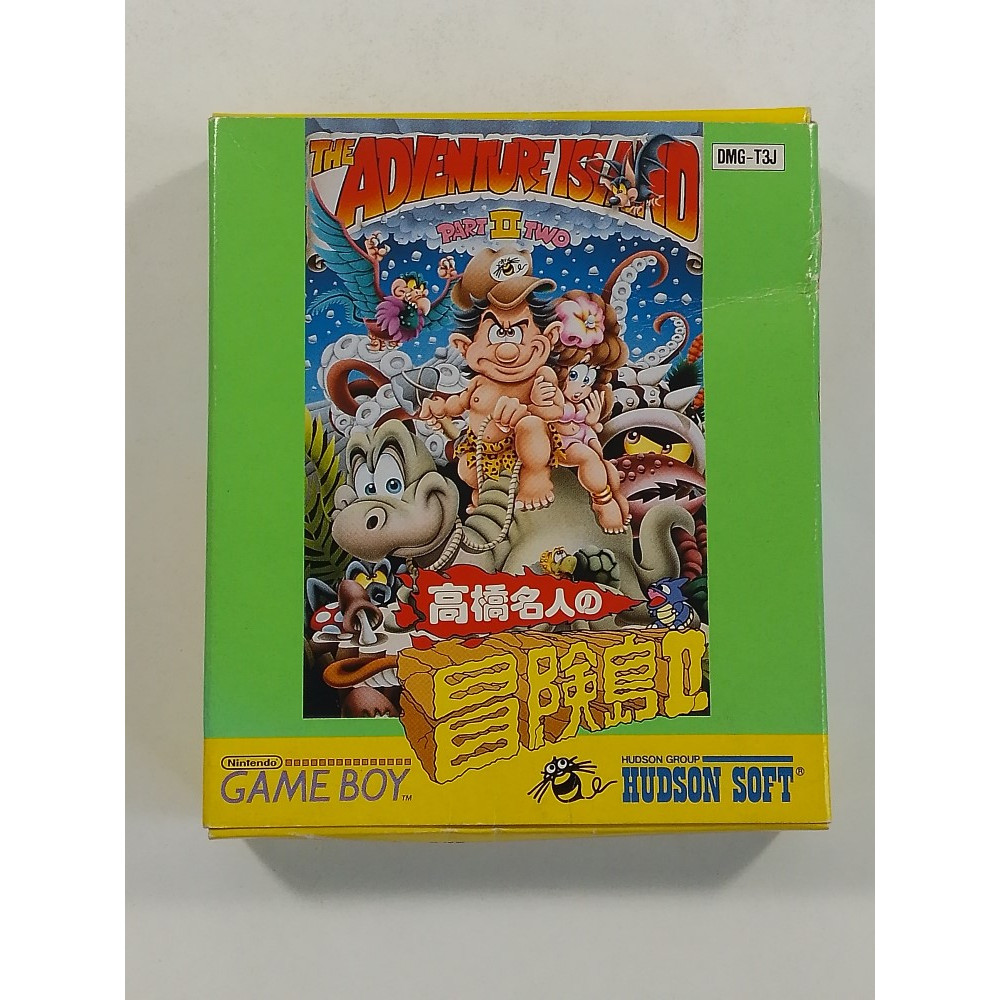 THE ADVENTURE ISLAND
DMG-T3J
PART II TWO
高橋名人の
冒険島II
Nintendo
GAME BOY™
HUDSON GROUP
HUDSON SOFT®